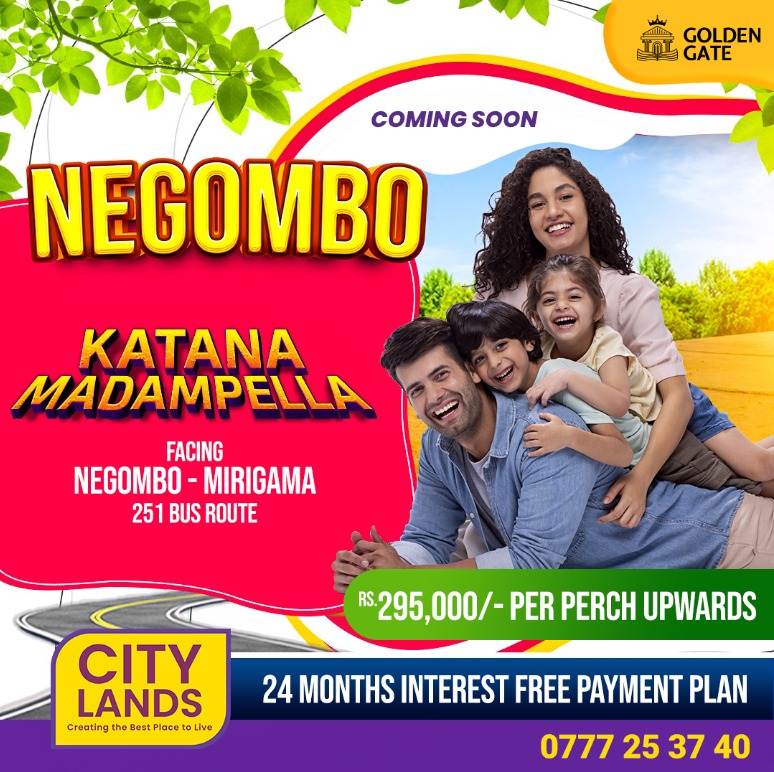 GOLDEN
GATE
COMING SOON
NEGOMBO
KATANA
MADAMPELLA
FACING
NEGOMBO - MIRIGAMA
251 BUS ROUTE
RS.295,000/- PER PERCH UPWARDS
CITY
LANDS
Creating the Best Place to Live
24 MONTHS INTEREST FREE PAYMENT PLAN
0777 25 37 40